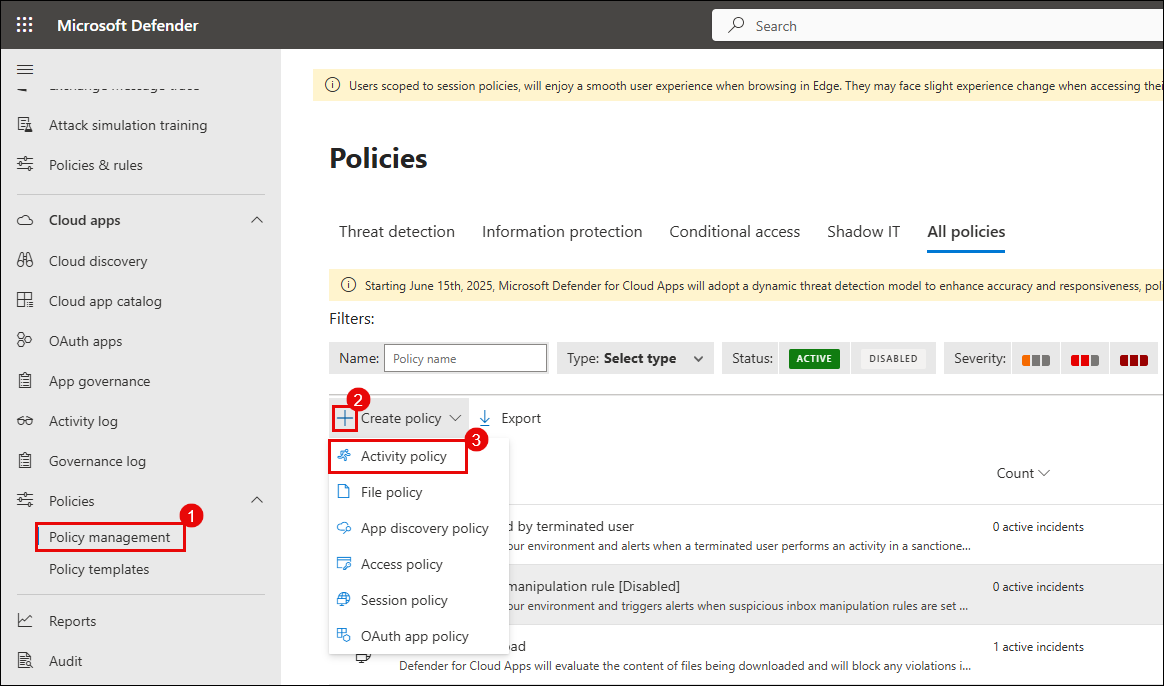 Microsoft Defender
Search
Attack simulation training
Policies & rules
Cloud apps
Cloud discovery
Cloud app catalog
OAuth apps
App governance
Activity log
Governance log
Policies
1
Policy management
Policy templates
Reports
Audit
Users scoped to session policies, will enjoy a smooth user experience when browsing in Edge. They may face slight experience change when accessing thei
Policies
Threat detection Information protection Conditional access Shadow IT All policies
Starting June 15th, 2025, Microsoft Defender for Cloud Apps will adopt a dynamic threat detection model to enhance accuracy and responsiveness, poli
Filters:
Name: Policy name Type: Select type Status: ACTIVE DISABLED Severity:
2
Create policy Export
3
Activity policy
File policy
App discovery policy
Access policy
Session policy
OAuth app policy
Count
d by terminated user 0 active incidents
our environment and alerts when a terminated user performs an activity in a sanctione...
manipulation rule [Disabled] 0 active incidents
our environment and triggers alerts when suspicious inbox manipulation rules are set ...
oad 1 active incidents
Defender for Cloud Apps will evaluate the content of files being downloaded and will block any violations i...